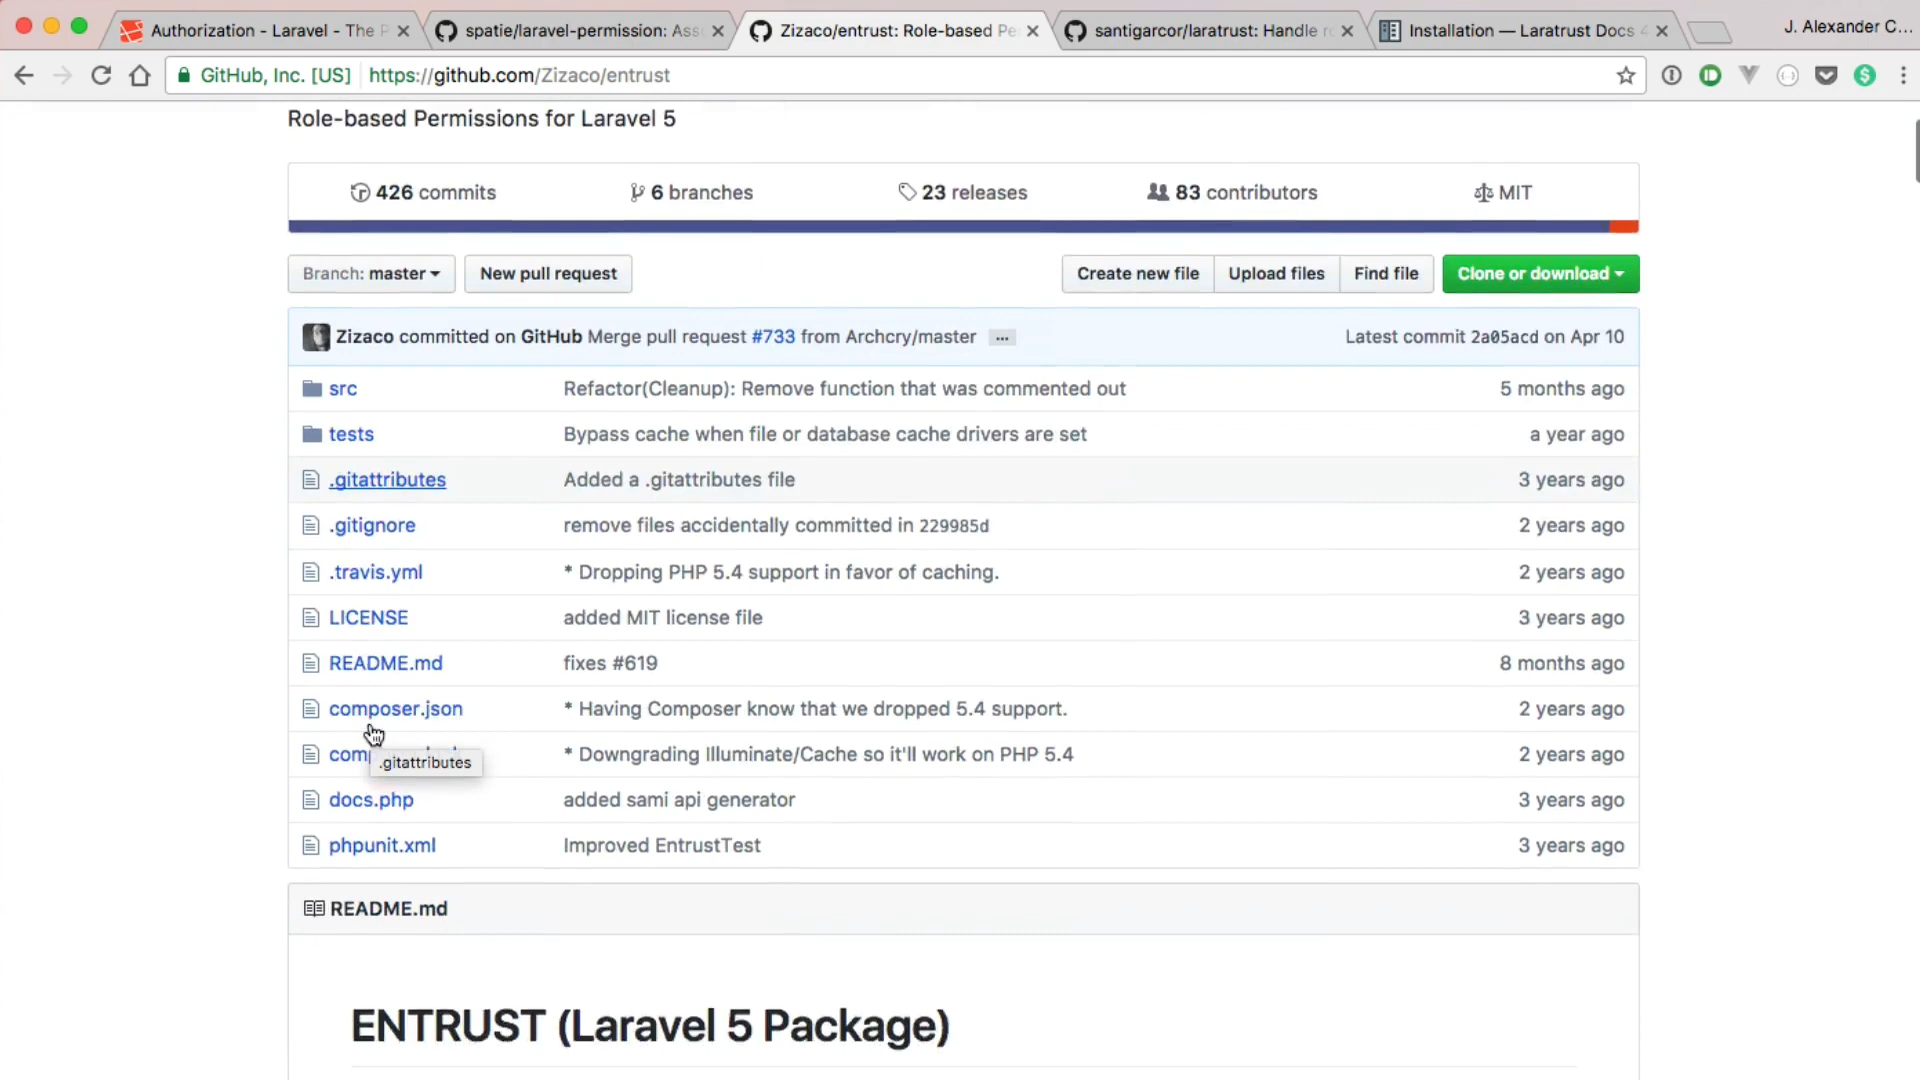 Authorization - Laravel - The P
spatie/laravel-permission: Asso
Zizaco/entrust: Role-based Pe
santigarcor/laratrust: Handle ro
Installation — Laratrust Docs 4
J. Alexander C...
GitHub, Inc. [US]
https://github.com/Zizaco/entrust
Role-based Permissions for Laravel 5
426 commits
6 branches
23 releases
83 contributors
MIT
Branch: master
New pull request
Create new file
Upload files
Find file
Clone or download
Zizaco committed on GitHub Merge pull request #733 from Archcry/master ...
Latest commit 2a05acd on Apr 10
src
Refactor(Cleanup): Remove function that was commented out
5 months ago
tests
Bypass cache when file or database cache drivers are set
a year ago
.gitattributes
Added a .gitattributes file
3 years ago
.gitignore
remove files accidentally committed in 229985d
2 years ago
.travis.yml
* Dropping PHP 5.4 support in favor of caching.
2 years ago
LICENSE
added MIT license file
3 years ago
README.md
fixes #619
8 months ago
composer.json
* Having Composer know that we dropped 5.4 support.
2 years ago
* Downgrading Illuminate/Cache so it'll work on PHP 5.4
2 years ago
.gitattributes
docs.php
added sami api generator
3 years ago
phpunit.xml
Improved EntrustTest
3 years ago
README.md
ENTRUST (Laravel 5 Package)